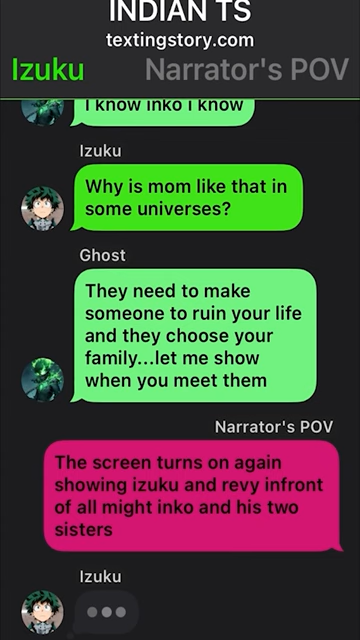 INDIAN TS
textingstory.com
Izuku
Narrator's POV
I know inko i know
Izuku
Why is mom like that in
some universes?
Ghost
They need to make
someone to ruin your life
and they choose your
family...let me show
when you meet them
Narrator's POV
The screen turns on again
showing izuku and revy infront
of all might inko and his two
sisters
Izuku